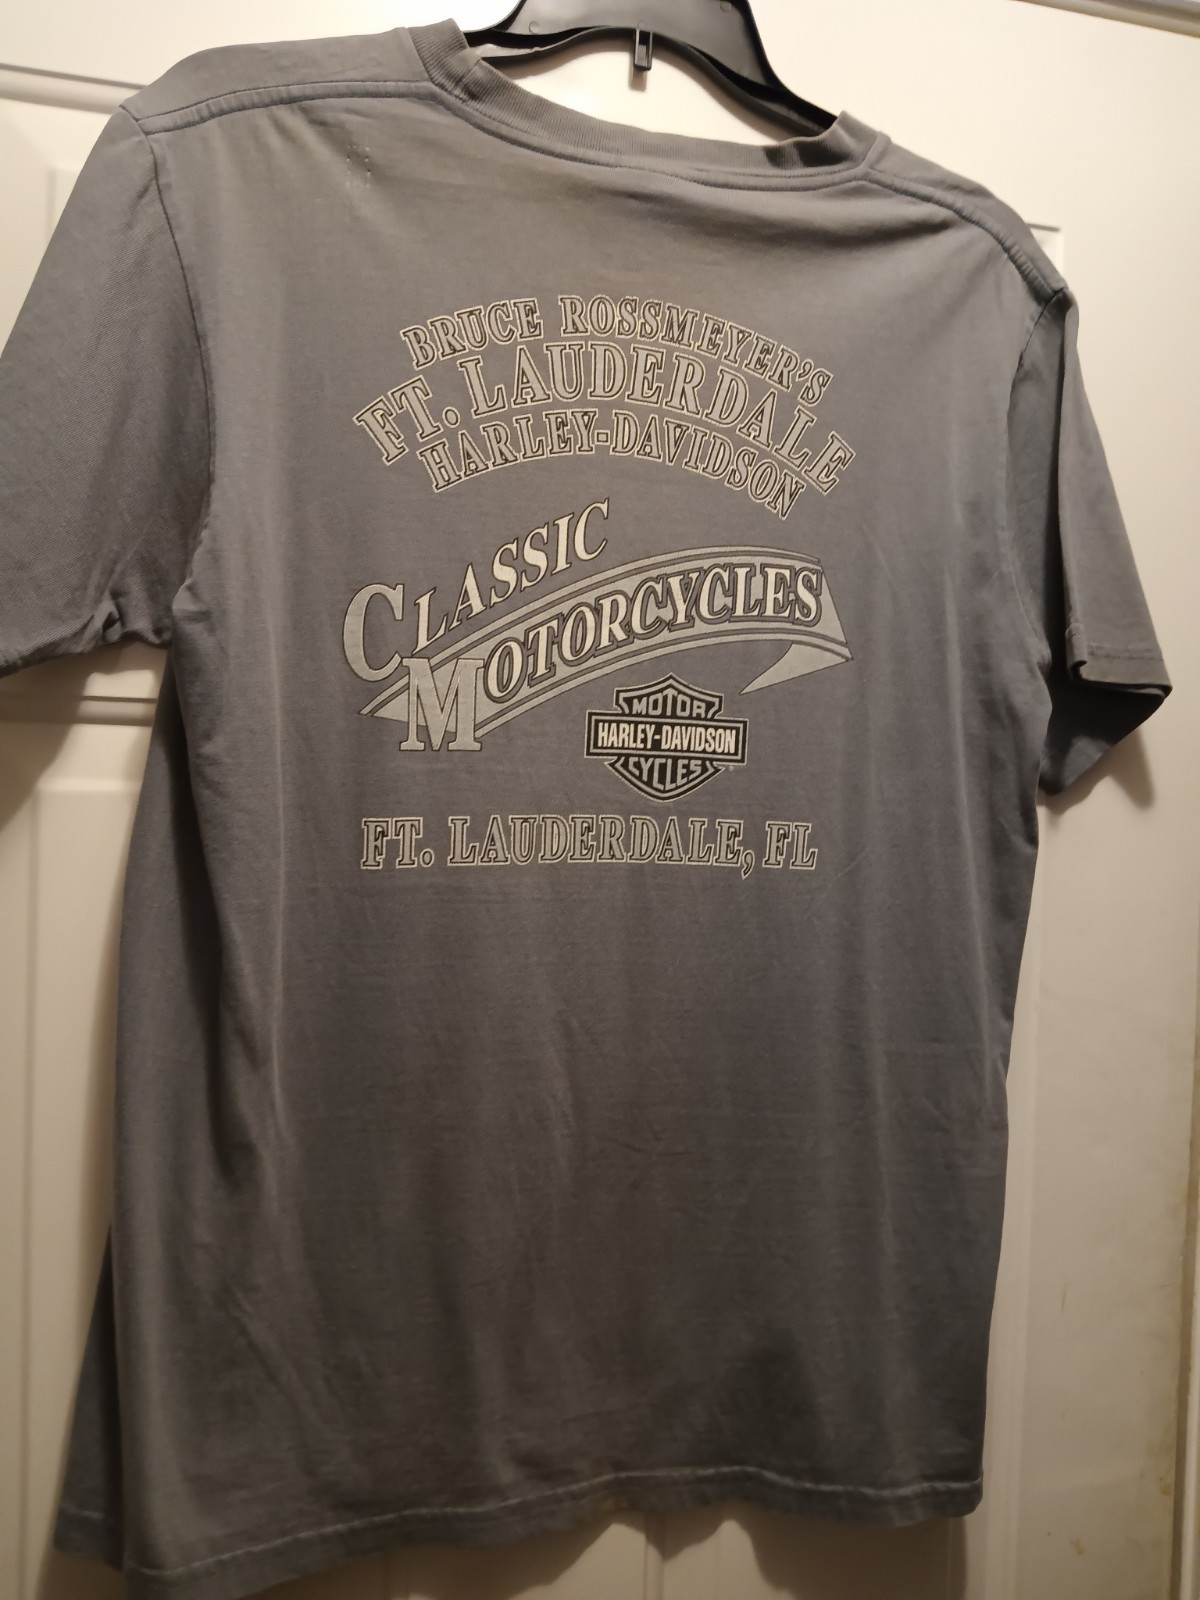 BRUCE ROSSMEYER'S
FT. LAUDERDALE
HARLEY-DAVIDSON
CLASSIC
MOTORCYCLES
MOTOR
HARLEY-DAVIDSON
CYCLES
FT. LAUDERDALE, FL